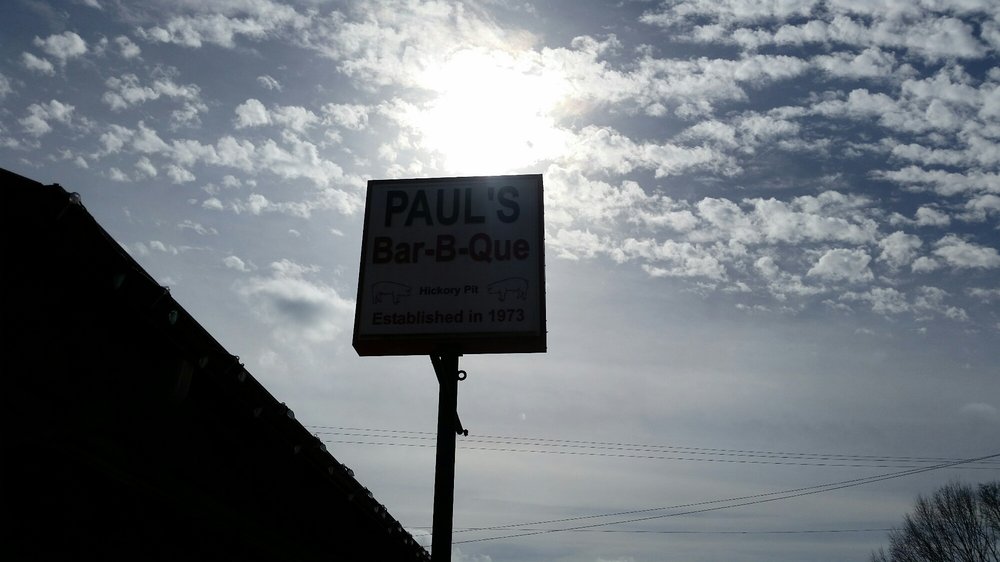 PAUL'S
Bar-B-Que
Hickory Pit
Established in 1973